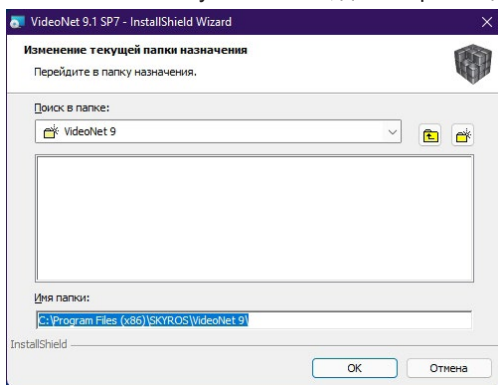 VideoNet 9.1 SP7 - InstallShield Wizard
Изменение текущей папки назначения
Перейдите в папку назначения.
Поиск в папке:
VideoNet 9
Имя папки:
C:\Program Files (x86)\SKYROS\VideoNet 9\
InstallShield
OK
Отмена